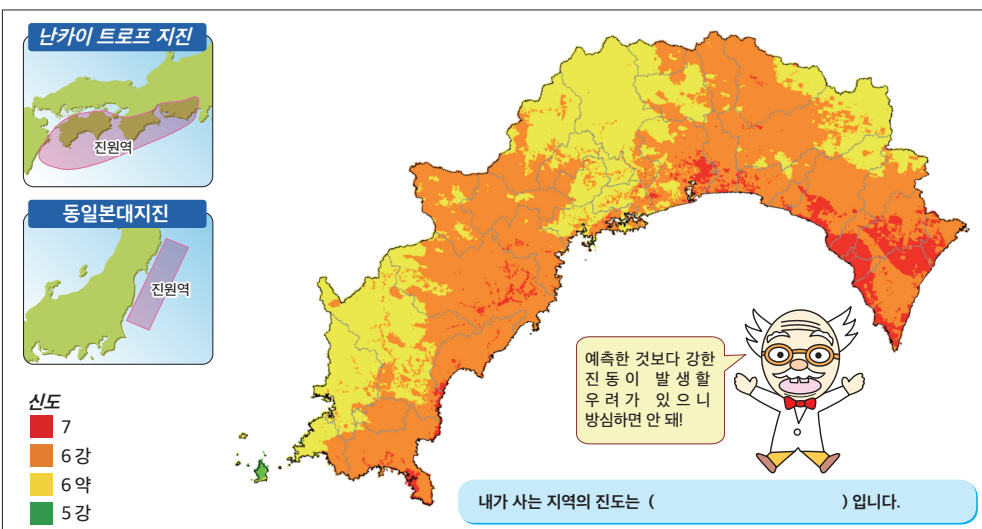 난카이 트로프 지진
진원역
동일본대지진
진원역
신도
7
6강
6약
5강
예측한 것보다 강한
진동이 발생할
우려가 있으니
방심하면 안 돼!
내가 사는 지역의 진도는 ( ) 입니다.